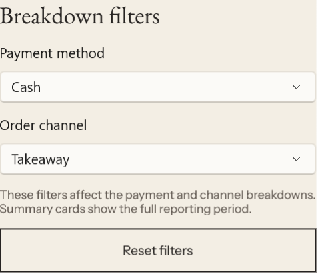 Breakdown filters
Payment method
Cash
Order channel
Takeaway
These filters affect the payment and channel breakdowns.
Summary cards show the full reporting period.
Reset filters